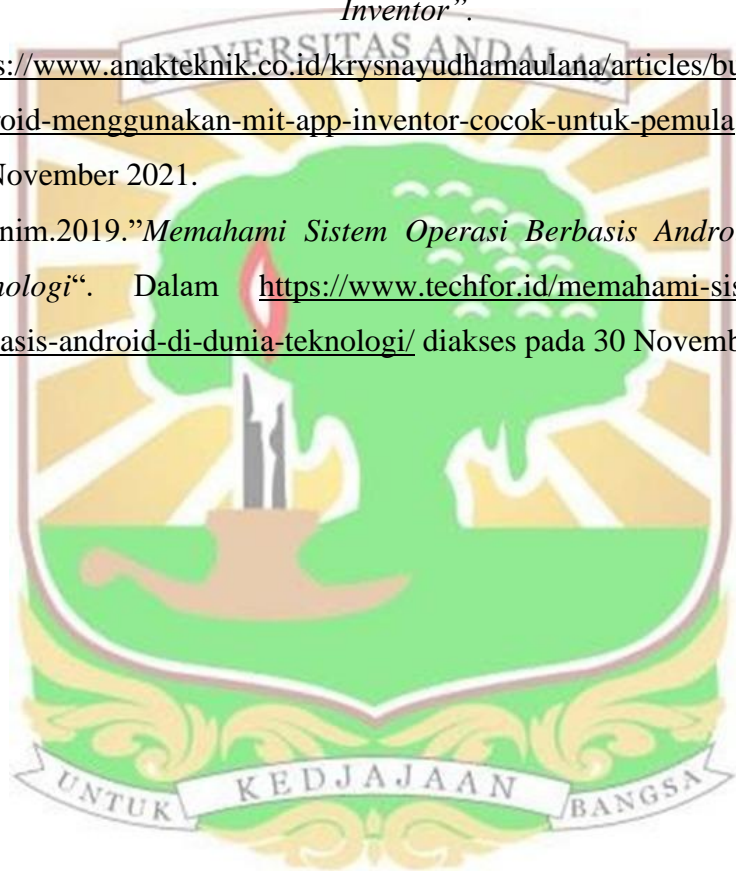 Inventor”.
UNIVERSITAS ANDALAS
s://www.anakteknik.co.id/krysnayudhamaulana/articles/bu
roid-menggunakan-mit-app-inventor-cocok-untuk-pemula
November 2021.
nim.2019.”Memahami Sistem Operasi Berbasis Andro
nologi“. Dalam https://www.techfor.id/memahami-sis
asis-android-di-dunia-teknologi/ diakses pada 30 Novemb
UNTUK KEDJAJAAN BANGSA